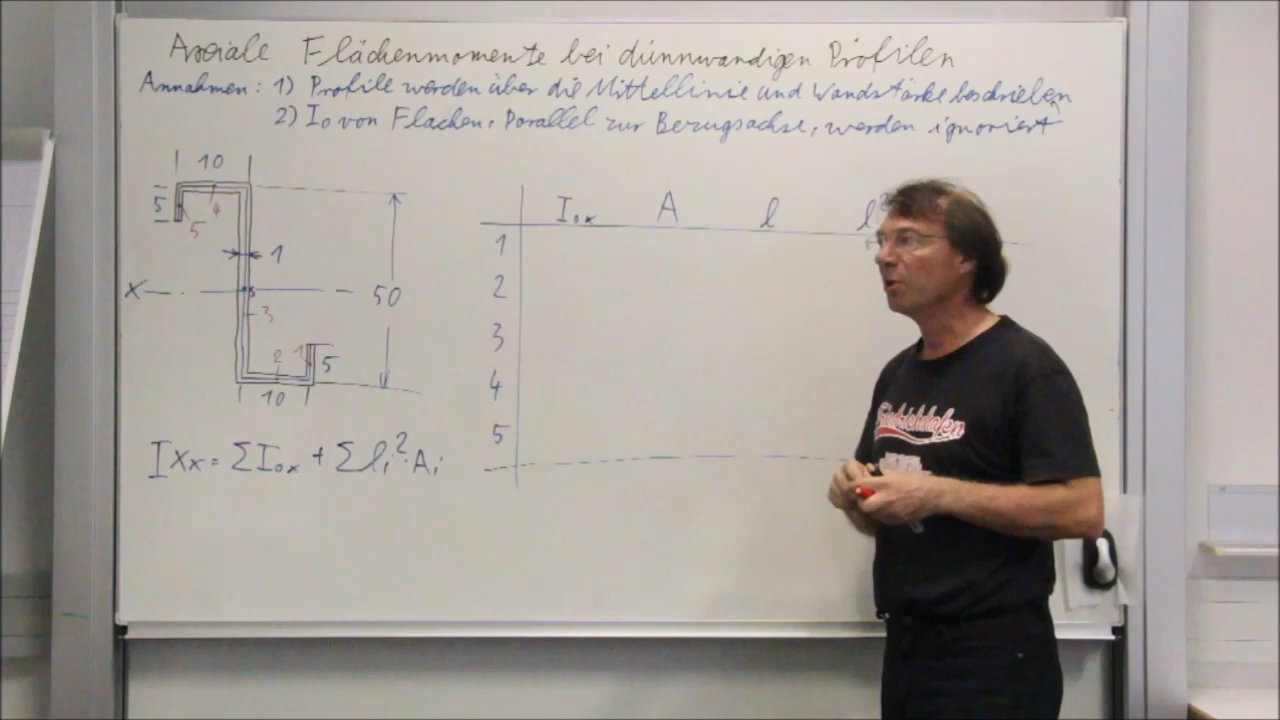 Axiale Flächenmomente bei dünnwandigen Profilen
Annahmen: 1) Profile werden über die Mittellinie und Wandstärke beschrieben
2) I₀ von Flächen, Parallel zur Bezugsachse, werden ignoriert
10
5
4
5
1
X
S
50
3
2
1
5
10
Ixx = ΣI₀ₓ + Σlᵢ²·Aᵢ
I₀ₓ A l l²
1
2
3
4
5